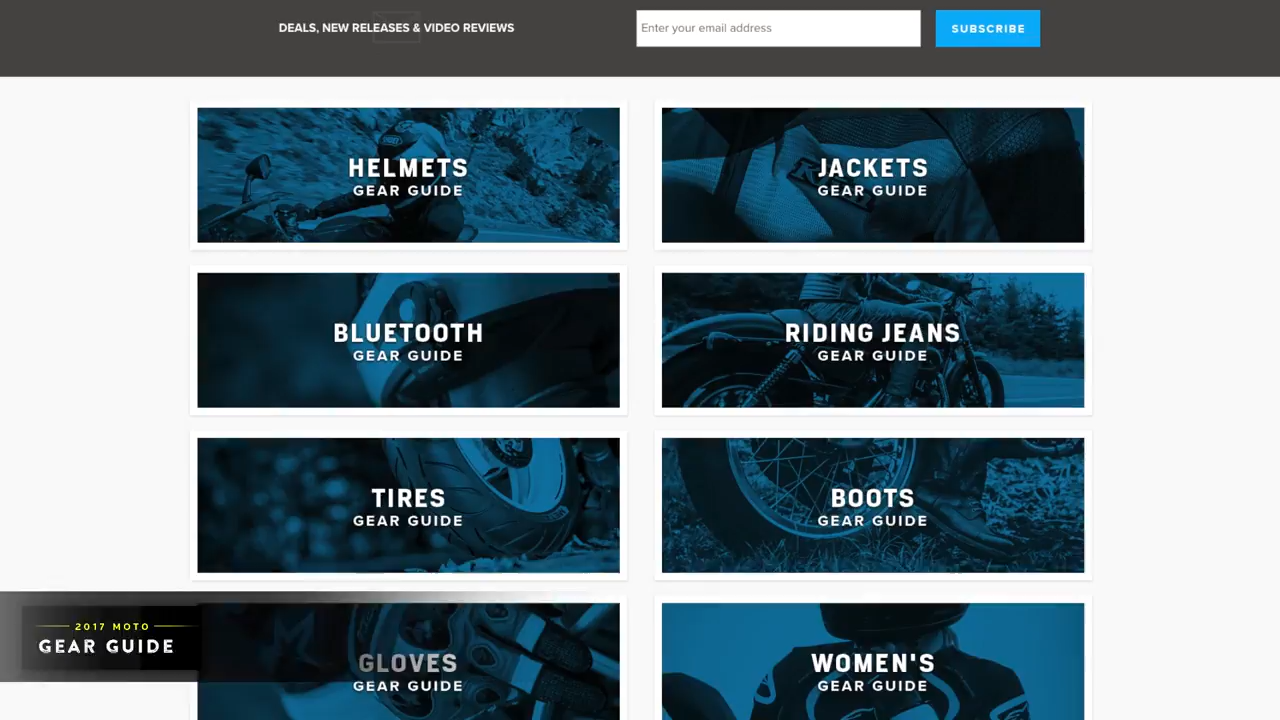 DEALS, NEW RELEASES & VIDEO REVIEWS
Enter your email address
SUBSCRIBE
HELMETS
GEAR GUIDE
JACKETS
GEAR GUIDE
BLUETOOTH
GEAR GUIDE
RIDING JEANS
GEAR GUIDE
TIRES
GEAR GUIDE
BOOTS
GEAR GUIDE
GLOVES
GEAR GUIDE
WOMEN'S
GEAR GUIDE
2017 MOTO
GEAR GUIDE